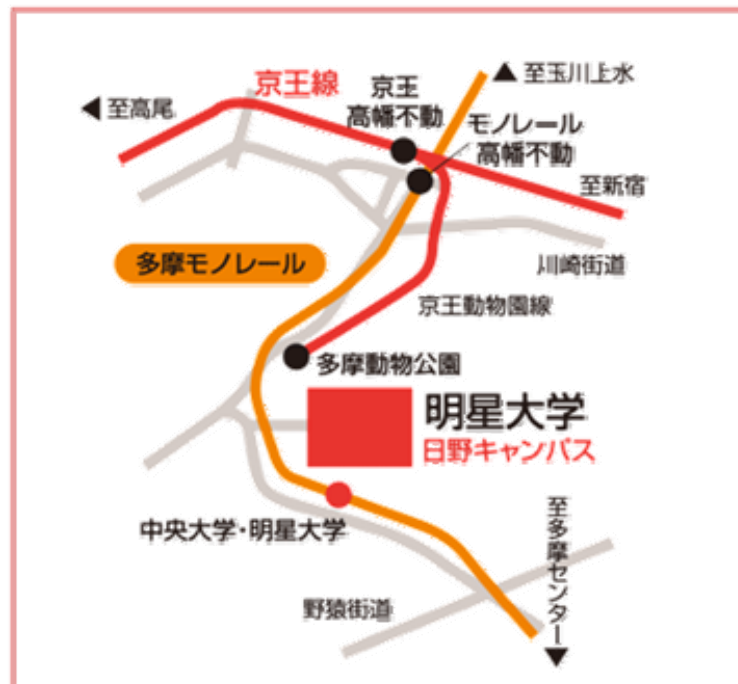 京王線
京王
高幡不動
▲至玉川上水
◀至高尾
モノレール
高幡不動
至新宿
多摩モノレール
川崎街道
京王動物園線
多摩動物公園
明星大学
日野キャンパス
中央大学・明星大学
至多摩センター▼
野猿街道